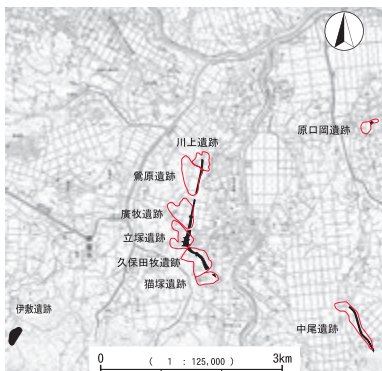 原口岡遺跡
川上遺跡
鶯原遺跡
廣牧遺跡
立塚遺跡
久保田牧遺跡
猫塚遺跡
伊敷遺跡
中尾遺跡
0 ( 1 : 125,000 ) 3km